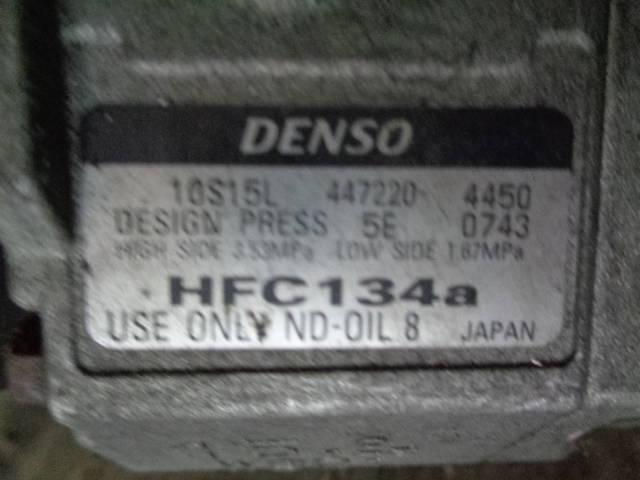 DENSO
10S15L 447220- 4450
DESIGN PRESS 5E 0743
HIGH SIDE 3.53MPa LOW SIDE 1.67MPa
HFC134a
USE ONLY ND-OIL 8 JAPAN